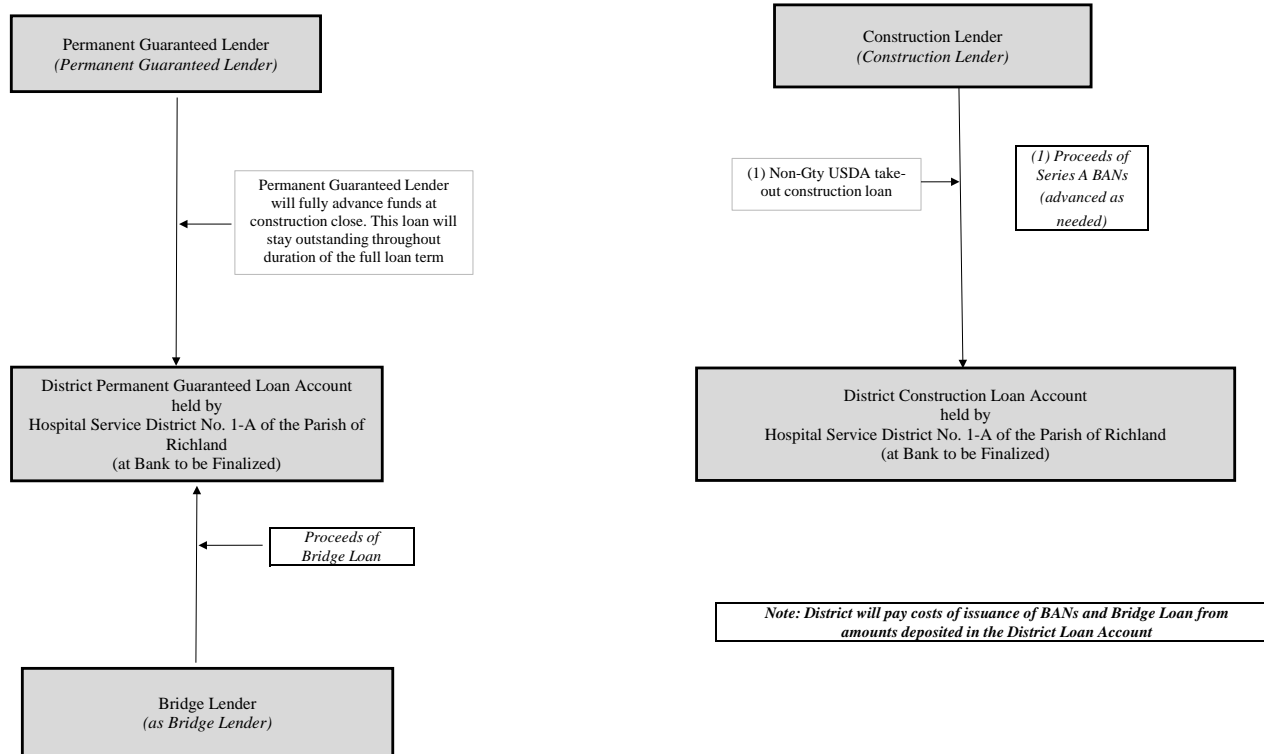 Permanent Guaranteed Lender
(Permanent Guaranteed Lender)
Permanent Guaranteed Lender
will fully advance funds at
construction close. This loan will
stay outstanding throughout
duration of the full loan term
District Permanent Guaranteed Loan Account
held by
Hospital Service District No. 1-A of the Parish of
Richland
(at Bank to be Finalized)
Proceeds of
Bridge Loan
Bridge Lender
(as Bridge Lender)
Construction Lender
(Construction Lender)
(1) Non-Gty USDA take-
out construction loan
(1) Proceeds of
Series A BANs
(advanced as
needed)
District Construction Loan Account
held by
Hospital Service District No. 1-A of the Parish of Richland
(at Bank to be Finalized)
Note: District will pay costs of issuance of BANs and Bridge Loan from
amounts deposited in the District Loan Account